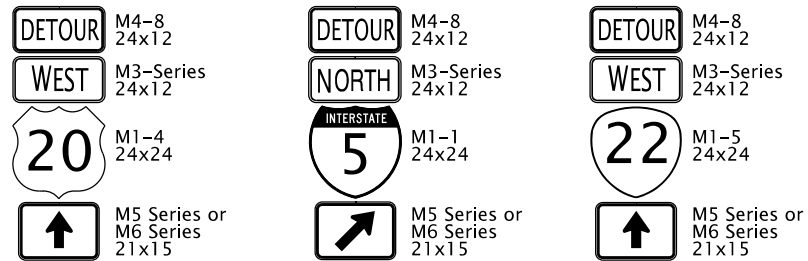 DETOUR M4-8
24x12
WEST M3-Series
24x12
20 M1-4
24x24
M5 Series or
M6 Series
21x15
DETOUR M4-8
24x12
NORTH M3-Series
24x12
INTERSTATE
5 M1-1
24x24
M5 Series or
M6 Series
21x15
DETOUR M4-8
24x12
WEST M3-Series
24x12
22 M1-5
24x24
M5 Series or
M6 Series
21x15